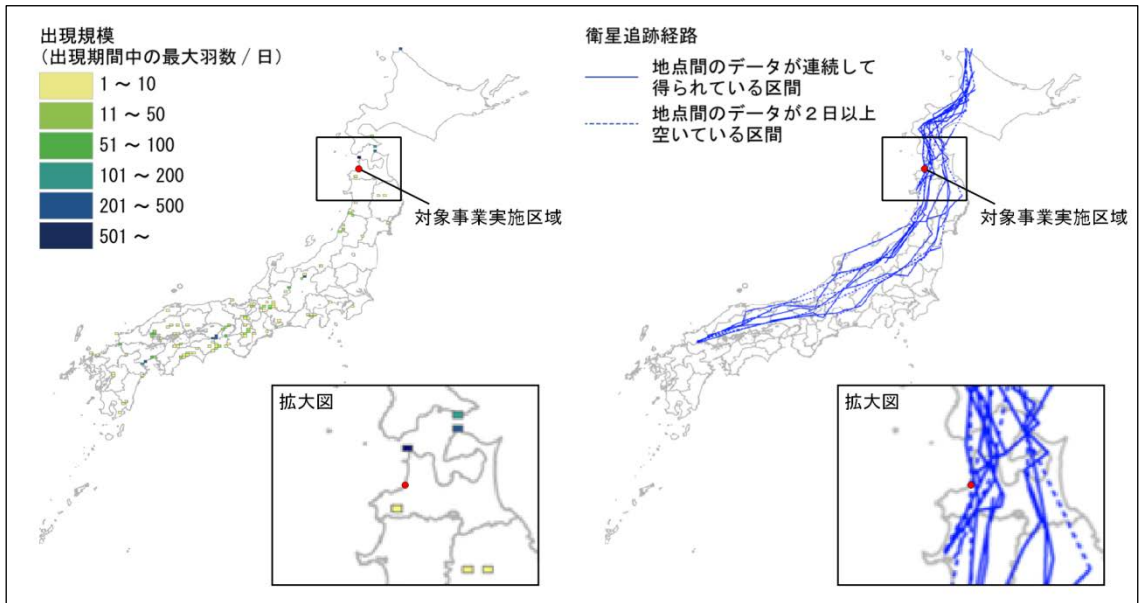 出現規模
(出現期間中の最大羽数 / 日)
1 ～ 10
11 ～ 50
51 ～ 100
101 ～ 200
201 ～ 500
501 ～
対象事業実施区域
拡大図
衛星追跡経路
地点間のデータが連続して
得られている区間
地点間のデータが２日以上
空いている区間
対象事業実施区域
拡大図